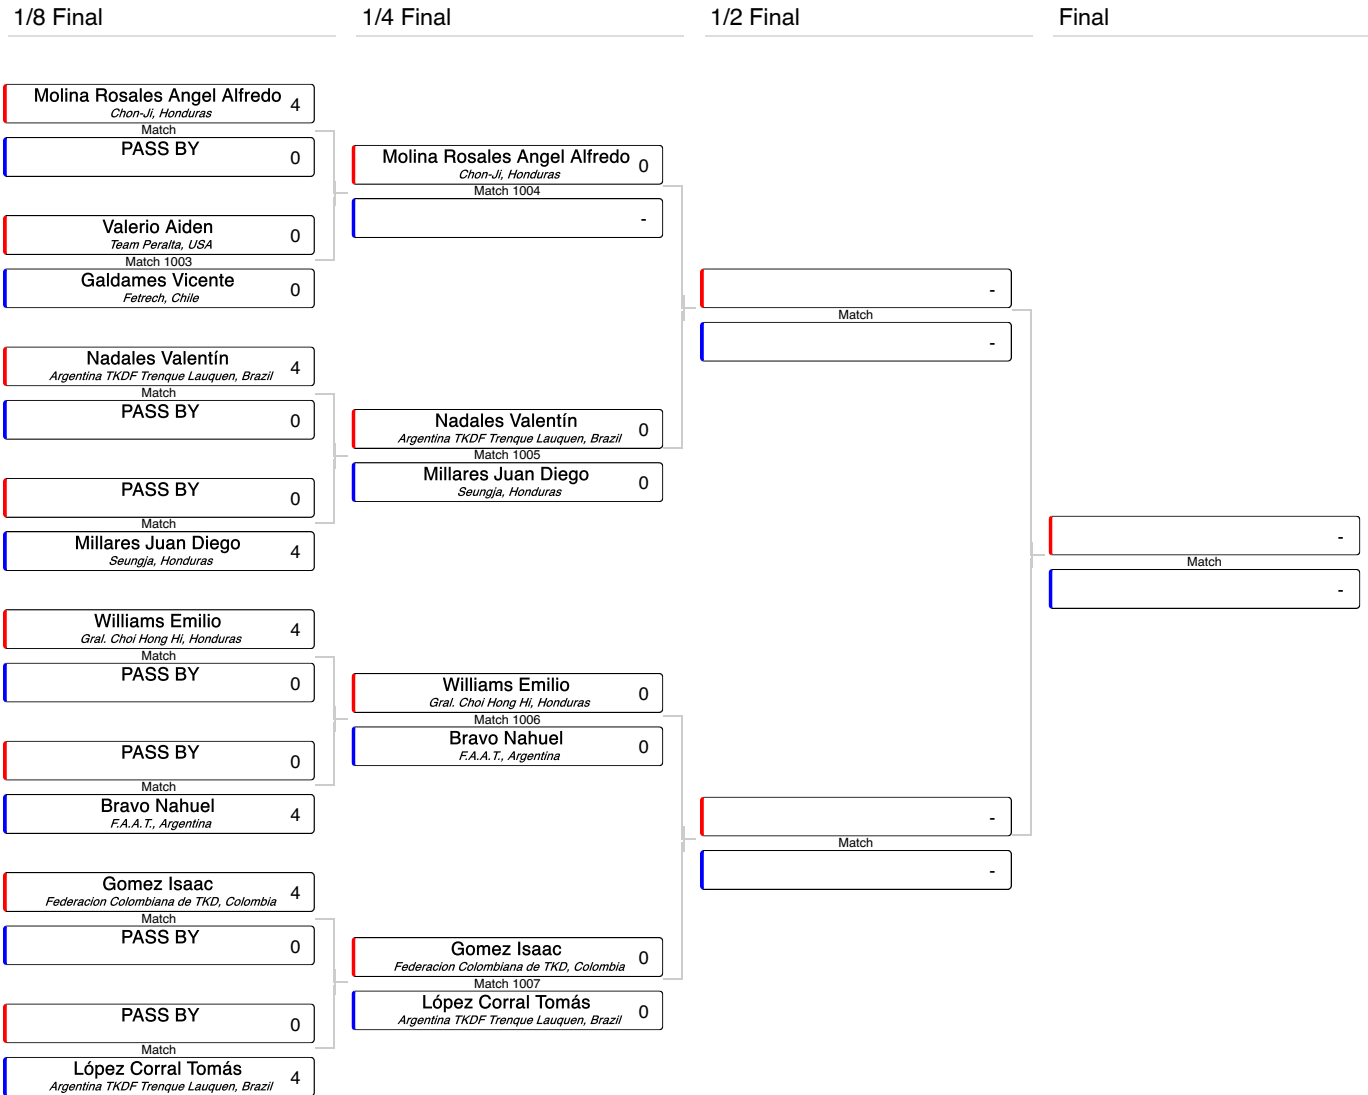 1/8 Final
1/4 Final
1/2 Final
Final
Molina Rosales Angel Alfredo 4
Chon-Ji, Honduras
Match
PASS BY 0
Valerio Aiden 0
Team Peralta, USA
Match 1003
Galdames Vicente 0
Fetrech, Chile
Nadales Valentín 4
Argentina TKDF Trenque Lauquen, Brazil
Match
PASS BY 0
PASS BY 0
Match
Millares Juan Diego 4
Seungja, Honduras
Williams Emilio 4
Gral. Choi Hong Hi, Honduras
Match
PASS BY 0
PASS BY 0
Match
Bravo Nahuel 4
F.A.A.T., Argentina
Gomez Isaac 4
Federacion Colombiana de TKD, Colombia
Match
PASS BY 0
PASS BY 0
Match
López Corral Tomás 4
Argentina TKDF Trenque Lauquen, Brazil
Molina Rosales Angel Alfredo 0
Chon-Ji, Honduras
Match 1004
-
Nadales Valentín 0
Argentina TKDF Trenque Lauquen, Brazil
Match 1005
Millares Juan Diego 0
Seungja, Honduras
Williams Emilio 0
Gral. Choi Hong Hi, Honduras
Match 1006
Bravo Nahuel 0
F.A.A.T., Argentina
Gomez Isaac 0
Federacion Colombiana de TKD, Colombia
Match 1007
López Corral Tomás 0
Argentina TKDF Trenque Lauquen, Brazil
-
Match
-
-
Match
-
-
Match
-